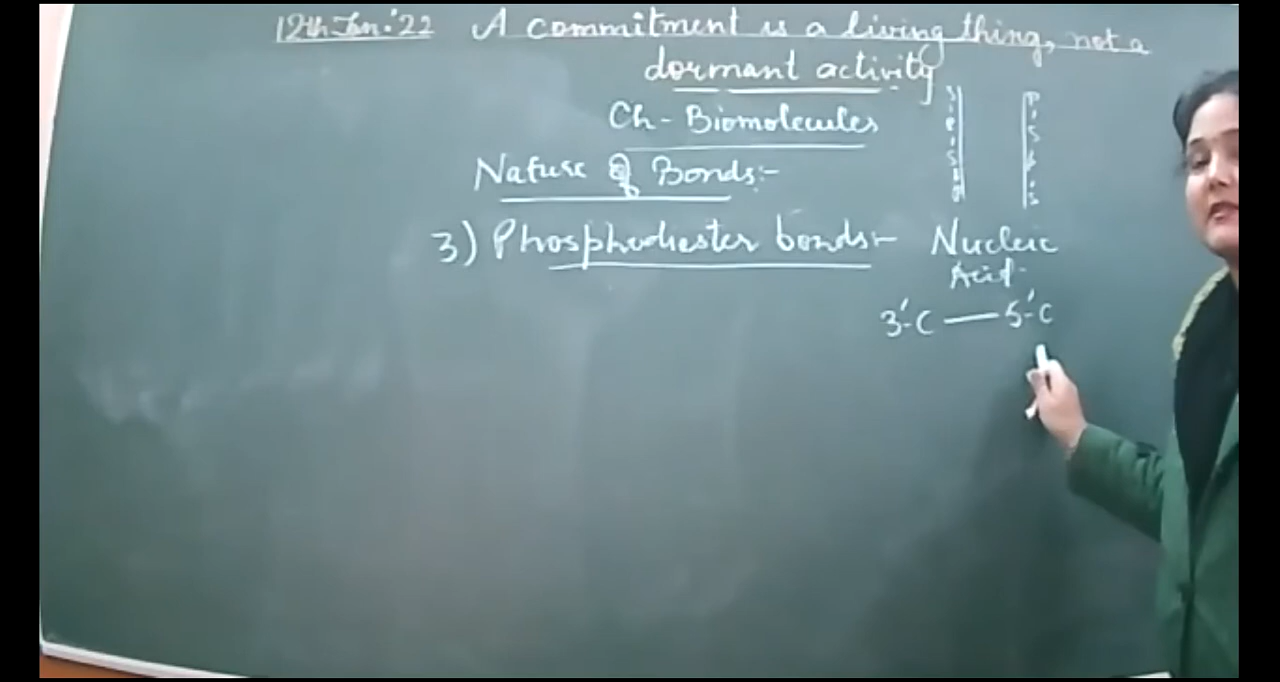 12th Jan.'22 A commitment is a living thing, not a
dormant activity
Ch- Biomolecules
Nature of Bonds:-
3) Phosphodiester bonds:- Nucleic
Acid.
3'-C — 5'-C